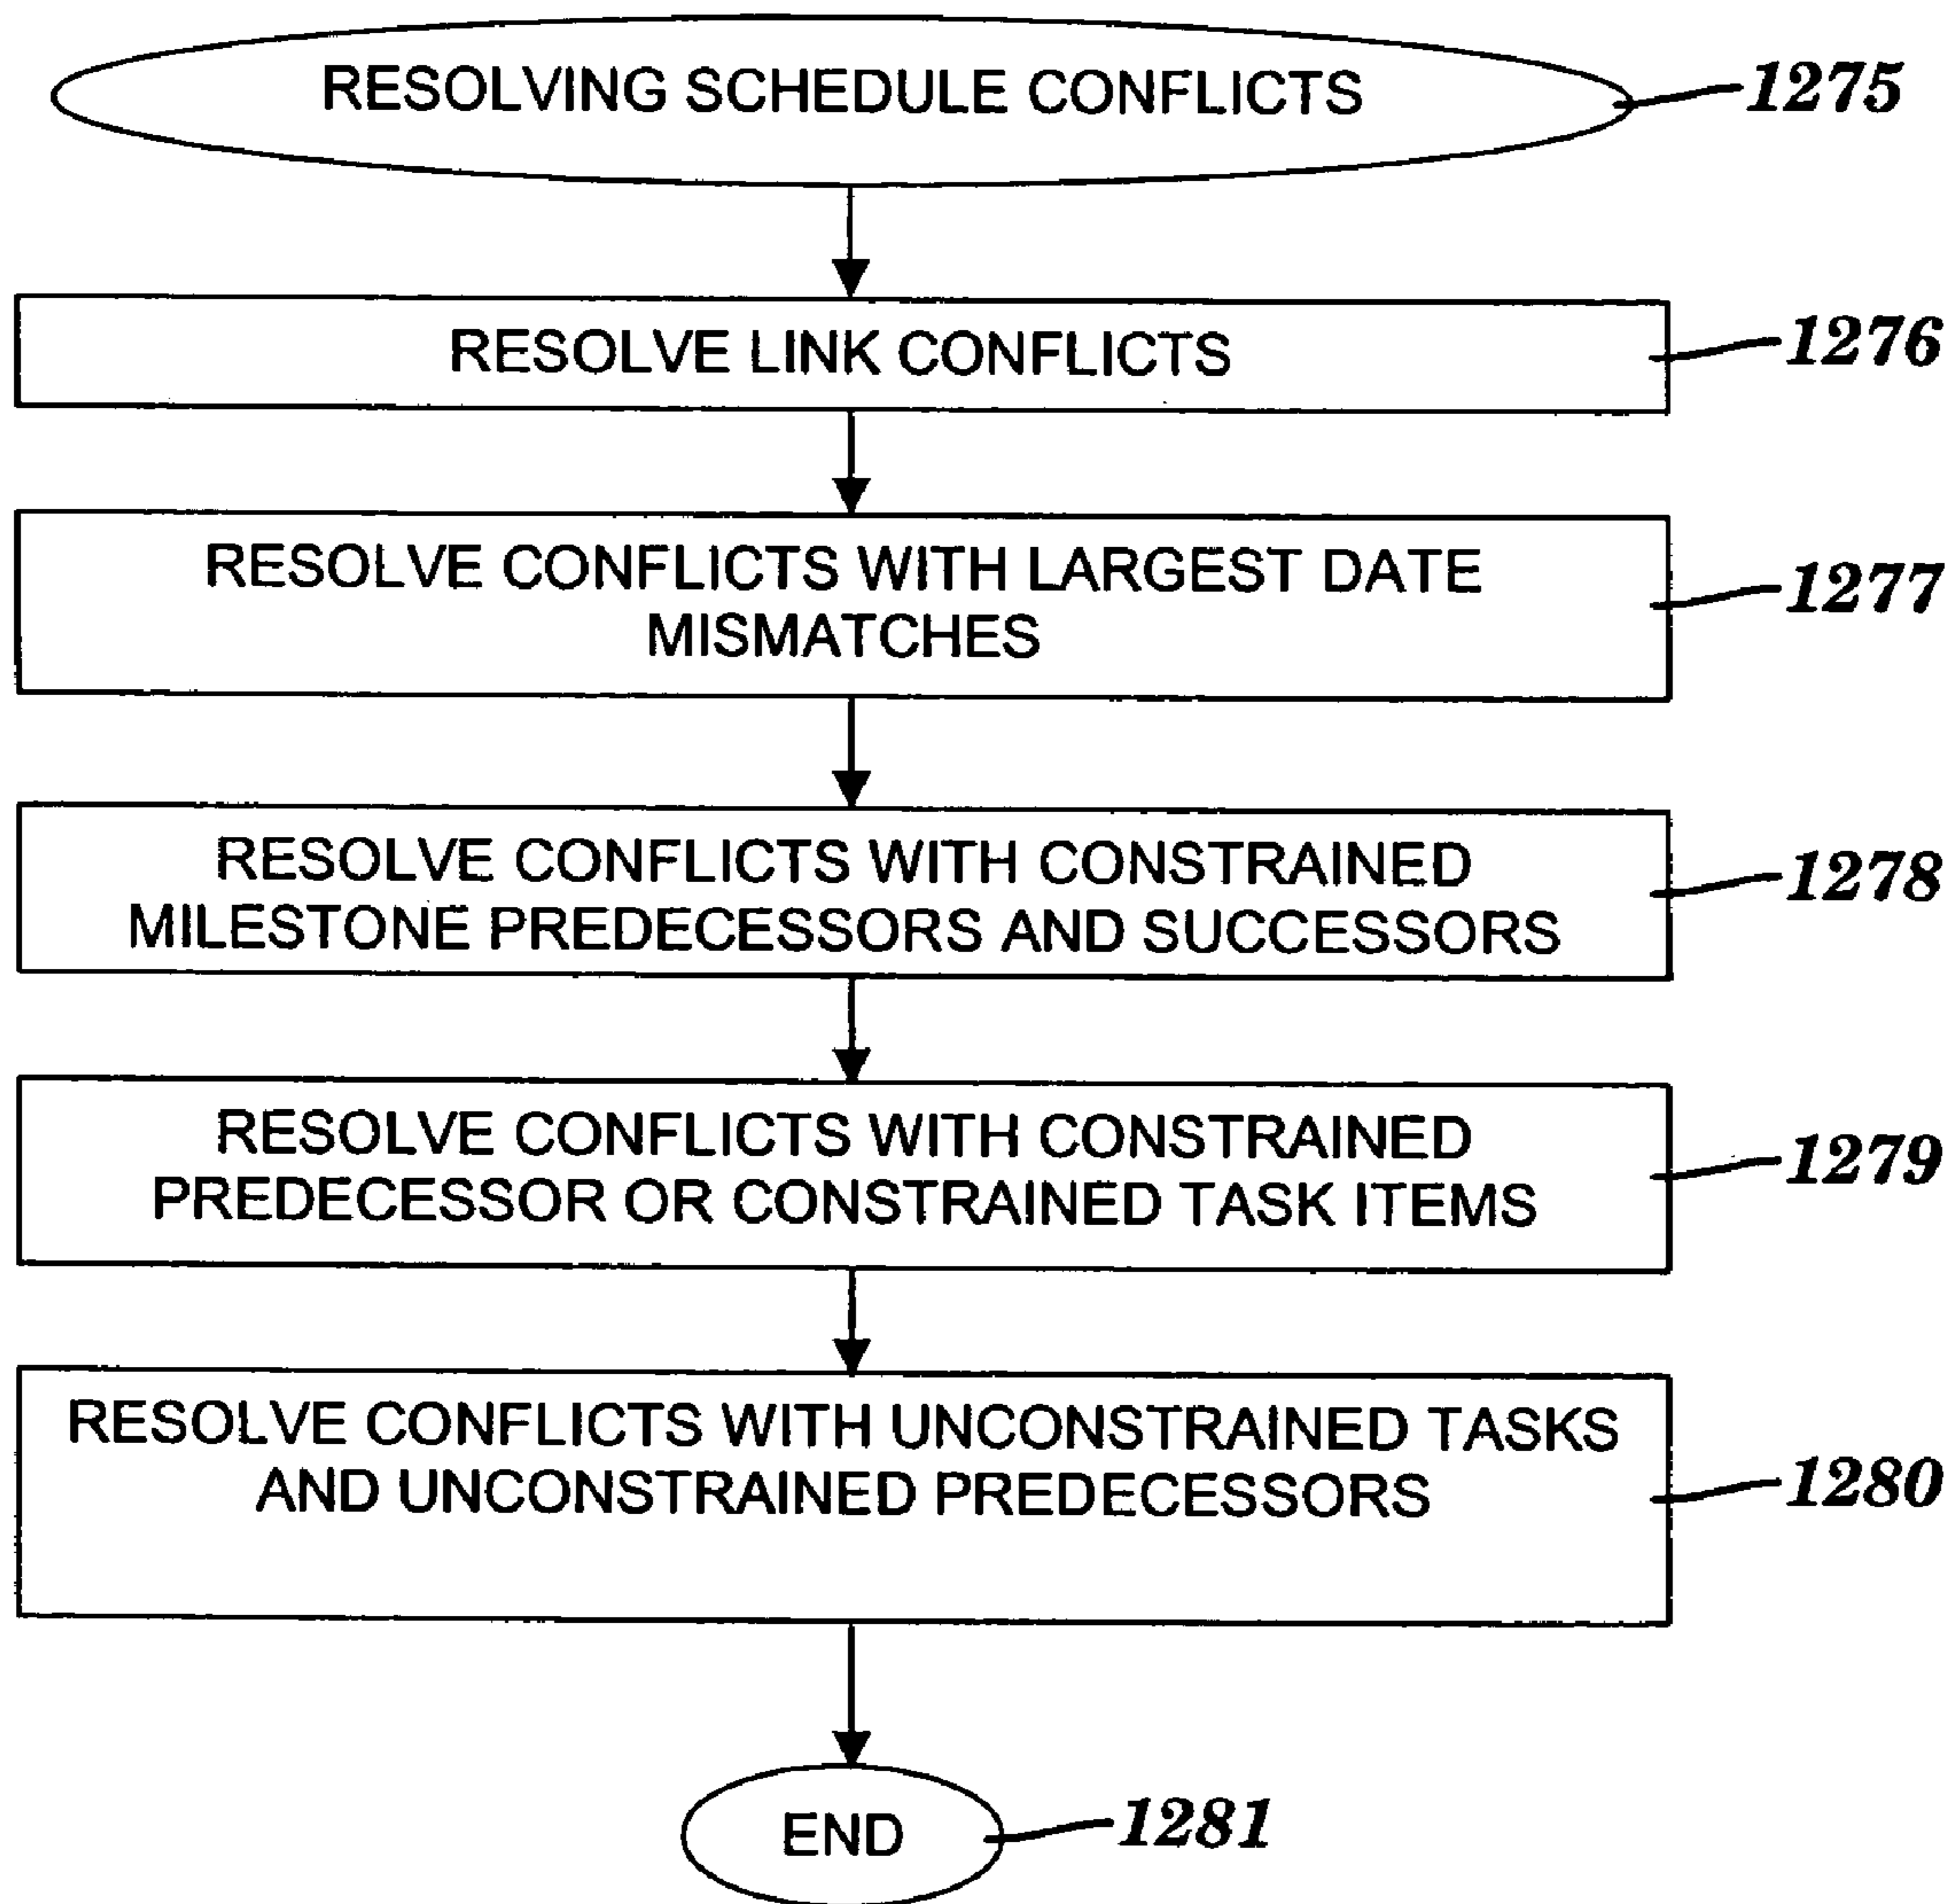 RESOLVING SCHEDULE CONFLICTS
1275
RESOLVE LINK CONFLICTS
1276
RESOLVE CONFLICTS WITH LARGEST DATE
MISMATCHES
1277
RESOLVE CONFLICTS WITH CONSTRAINED
MILESTONE PREDECESSORS AND SUCCESSORS
1278
RESOLVE CONFLICTS WITH CONSTRAINED
PREDECESSOR OR CONSTRAINED TASK ITEMS
1279
RESOLVE CONFLICTS WITH UNCONSTRAINED TASKS
AND UNCONSTRAINED PREDECESSORS
1280
END
1281